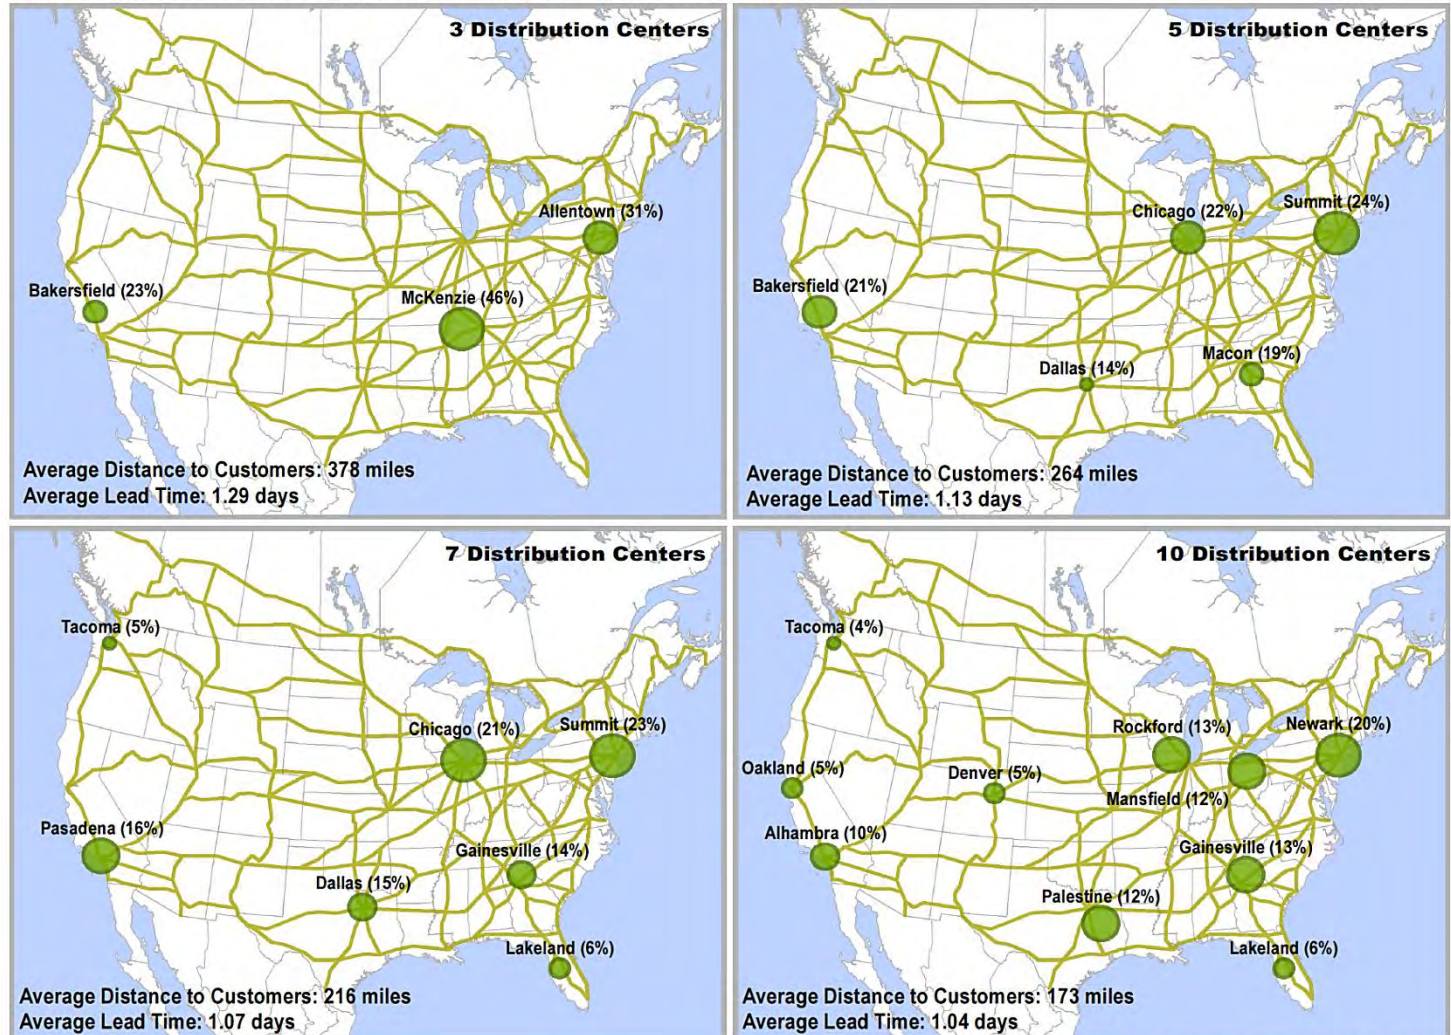 3 Distribution Centers
Allentown (31%)
Bakersfield (23%)
McKenzie (46%)
Average Distance to Customers: 378 miles
Average Lead Time: 1.29 days
5 Distribution Centers
Summit (24%)
Chicago (22%)
Bakersfield (21%)
Macon (19%)
Dallas (14%)
Average Distance to Customers: 264 miles
Average Lead Time: 1.13 days
7 Distribution Centers
Tacoma (5%)
Chicago (21%)
Summit (23%)
Pasadena (16%)
Gainesville (14%)
Dallas (15%)
Lakeland (6%)
Average Distance to Customers: 216 miles
Average Lead Time: 1.07 days
10 Distribution Centers
Tacoma (4%)
Rockford (13%)
Newark (20%)
Oakland (5%)
Denver (5%)
Mansfield (12%)
Alhambra (10%)
Gainesville (13%)
Palestine (12%)
Lakeland (6%)
Average Distance to Customers: 173 miles
Average Lead Time: 1.04 days